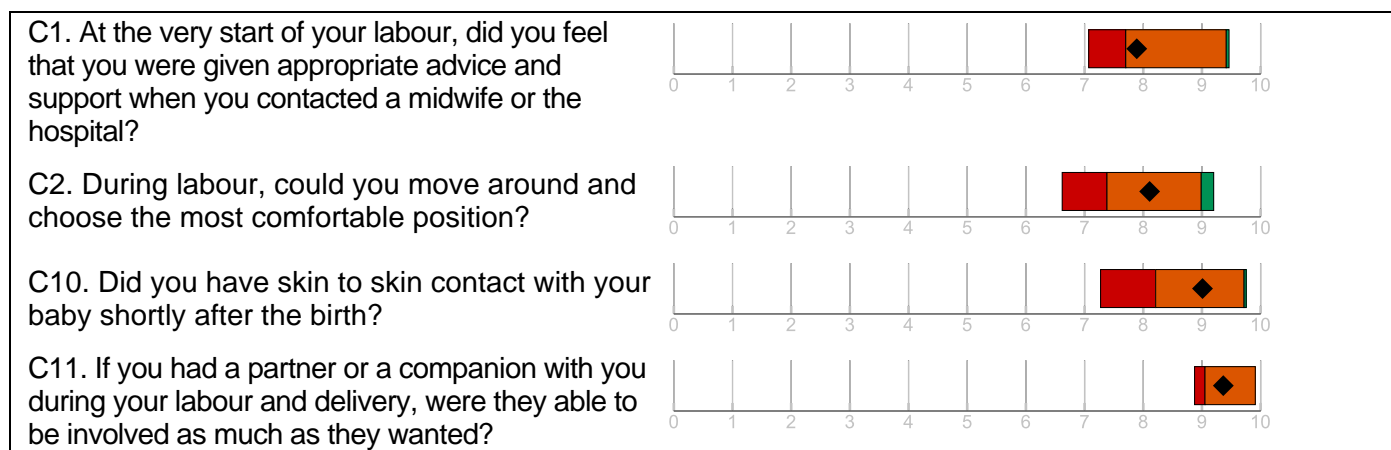 C1. At the very start of your labour, did you feel
that you were given appropriate advice and
support when you contacted a midwife or the
hospital?
0 1 2 3 4 5 6 7 8 9 10
C2. During labour, could you move around and
choose the most comfortable position?
0 1 2 3 4 5 6 7 8 9 10
C10. Did you have skin to skin contact with your
baby shortly after the birth?
0 1 2 3 4 5 6 7 8 9 10
C11. If you had a partner or a companion with you
during your labour and delivery, were they able to
be involved as much as they wanted?
0 1 2 3 4 5 6 7 8 9 10